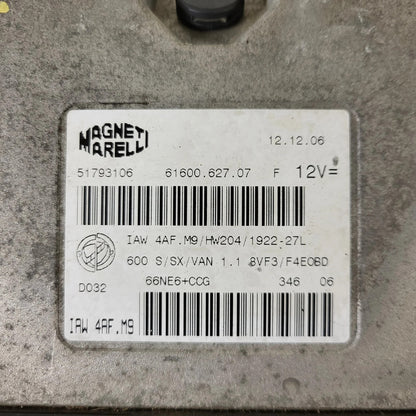 MAGNETI
MARELLI
12.12.06
51793106 61600.627.07 F 12V=
IAW 4AF.M9/HW204/1922-27L
600 S/SX/VAN 1.1 8VF3/F4EOBD
D032 66NE6+CCG 346 06
IAW 4AF.M9